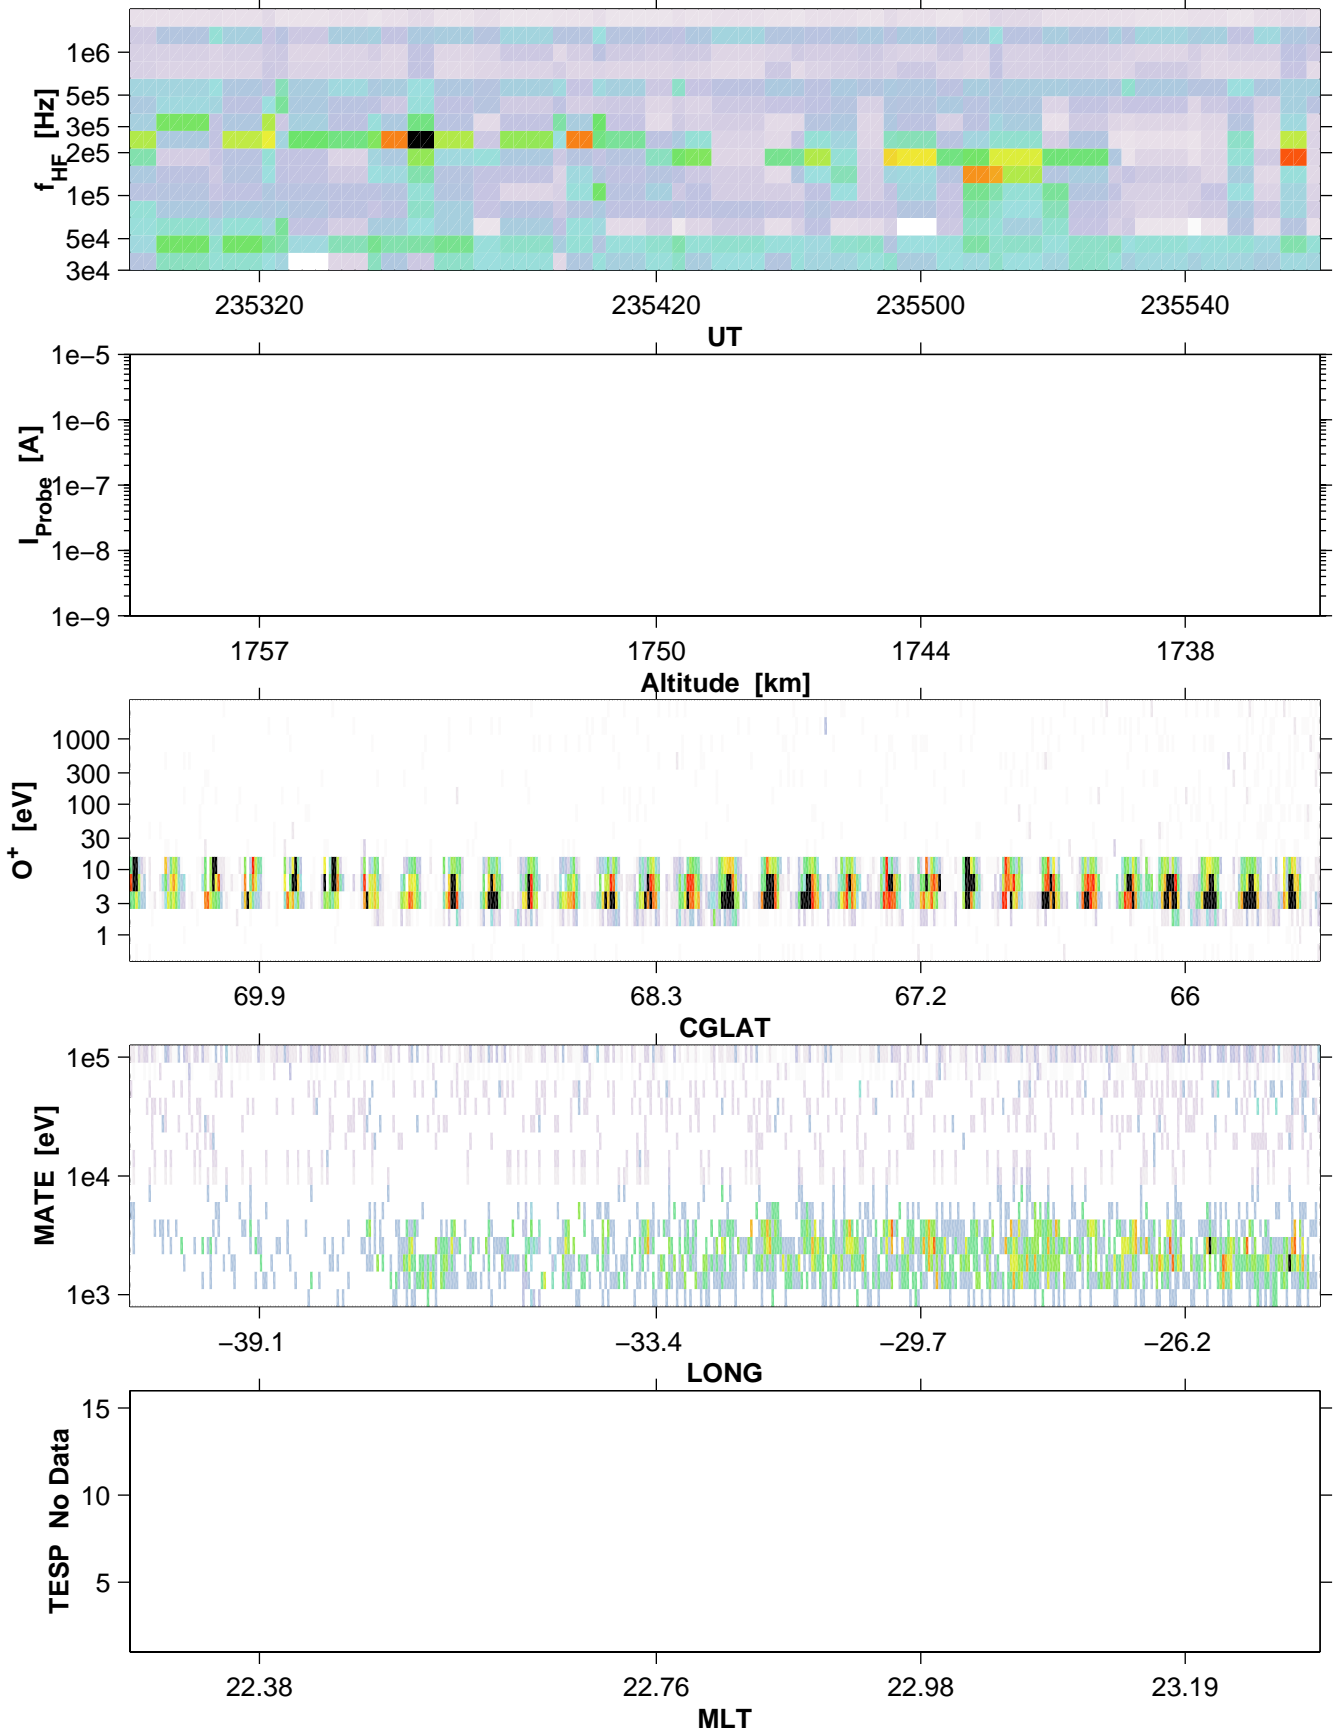 1e6
5e5
3e5
2e5
1e5
5e4
3e4
f_HF [Hz]
235320 235420 235500 235540
UT
1e−5
1e−6
1e−7
1e−8
1e−9
I_Probe [A]
1757 1750 1744 1738
Altitude [km]
1000
300
100
30
10
3
1
O+ [eV]
69.9 68.3 67.2 66
CGLAT
1e5
1e4
1e3
MATE [eV]
−39.1 −33.4 −29.7 −26.2
LONG
15
10
5
TESP No Data
22.38 22.76 22.98 23.19
MLT